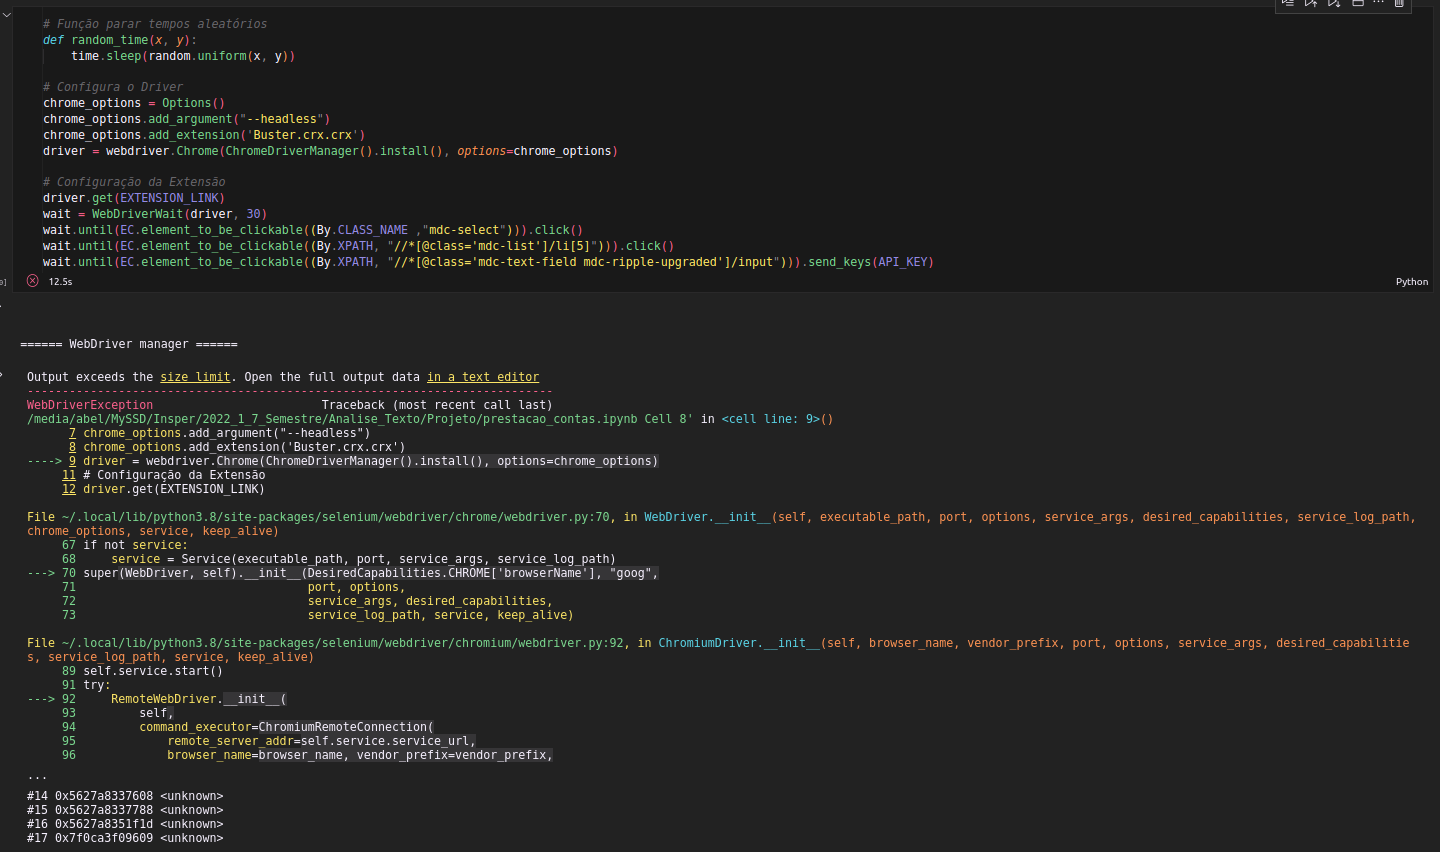 # Função parar tempos aleatórios
def random_time(x, y):
    time.sleep(random.uniform(x, y))
# Configura o Driver
chrome_options = Options()
chrome_options.add_argument("--headless")
chrome_options.add_extension('Buster.crx.crx')
driver = webdriver.Chrome(ChromeDriverManager().install(), options=chrome_options)
# Configuração da Extensão
driver.get(EXTENSION_LINK)
wait = WebDriverWait(driver, 30)
wait.until(EC.element_to_be_clickable((By.CLASS_NAME ,"mdc-select"))).click()
wait.until(EC.element_to_be_clickable((By.XPATH, "//*[@class='mdc-list']/li[5]"))).click()
wait.until(EC.element_to_be_clickable((By.XPATH, "//*[@class='mdc-text-field mdc-ripple-upgraded']/input"))).send_keys(API_KEY)
12.5s Python
====== WebDriver manager ======
Output exceeds the size limit. Open the full output data in a text editor
---------------------------------------------------------------------------
WebDriverException                        Traceback (most recent call last)
/media/abel/MySSD/Insper/2022_1_7_Semestre/Analise_Texto/Projeto/prestacao_contas.ipynb Cell 8' in <cell line: 9>()
      7 chrome_options.add_argument("--headless")
      8 chrome_options.add_extension('Buster.crx.crx')
----> 9 driver = webdriver.Chrome(ChromeDriverManager().install(), options=chrome_options)
     11 # Configuração da Extensão
     12 driver.get(EXTENSION_LINK)
File ~/.local/lib/python3.8/site-packages/selenium/webdriver/chrome/webdriver.py:70, in WebDriver.__init__(self, executable_path, port, options, service_args, desired_capabilities, service_log_path,
chrome_options, service, keep_alive)
     67 if not service:
     68     service = Service(executable_path, port, service_args, service_log_path)
---> 70 super(WebDriver, self).__init__(DesiredCapabilities.CHROME['browserName'], "goog",
     71                                 port, options,
     72                                 service_args, desired_capabilities,
     73                                 service_log_path, service, keep_alive)
File ~/.local/lib/python3.8/site-packages/selenium/webdriver/chromium/webdriver.py:92, in ChromiumDriver.__init__(self, browser_name, vendor_prefix, port, options, service_args, desired_capabilitie
s, service_log_path, service, keep_alive)
     89 self.service.start()
     91 try:
---> 92     RemoteWebDriver.__init__(
     93         self,
     94         command_executor=ChromiumRemoteConnection(
     95             remote_server_addr=self.service.service_url,
     96             browser_name=browser_name, vendor_prefix=vendor_prefix,
...
#14 0x5627a8337608 <unknown>
#15 0x5627a8337788 <unknown>
#16 0x5627a8351f1d <unknown>
#17 0x7f0ca3f09609 <unknown>